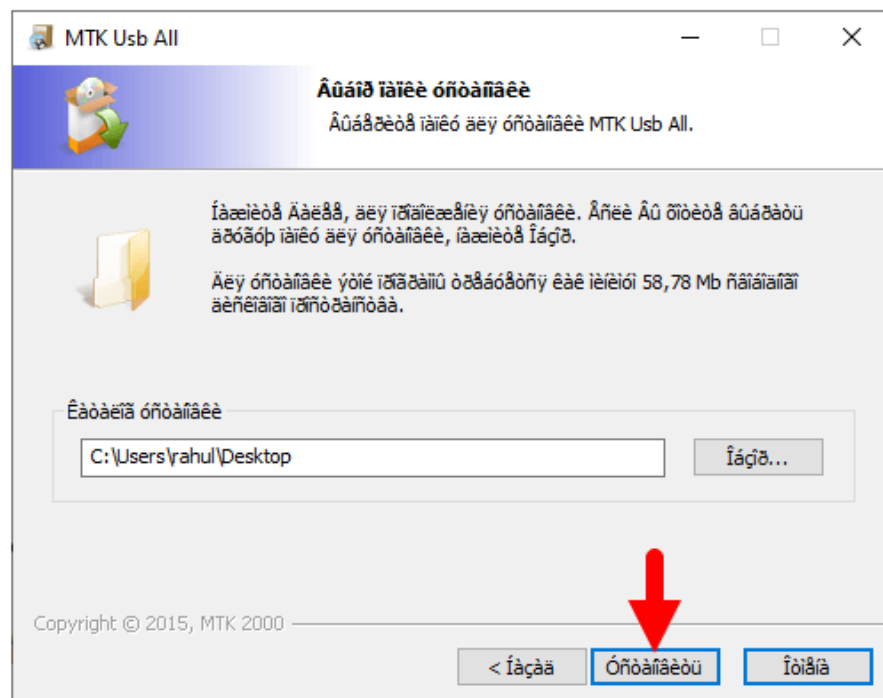 MTK Usb All
Âûáîð ïàïêè óñòàíîâêè
Âûáåðèòå ïàïêó äëÿ óñòàíîâêè MTK Usb All.
Íàæìèòå Äàëåå, äëÿ ïðîäîëæåíèÿ óñòàíîâêè. Åñëè Âû õîòèòå âûáðàòü
äðóãóþ ïàïêó äëÿ óñòàíîâêè, íàæìèòå Îáçîð.
Äëÿ óñòàíîâêè ýòîé ïðîãðàììû òðåáóåòñÿ êàê ìèíèìóì 58,78 Mb ñâîáîäíîãî
äèñêîâîãî ïðîñòðàíñòâà.
Êàòàëîã óñòàíîâêè
C:\Users\rahul\Desktop
Îáçîð...
Copyright © 2015, MTK 2000
< Íàçàä
Óñòàíîâèòü
Îòìåíà